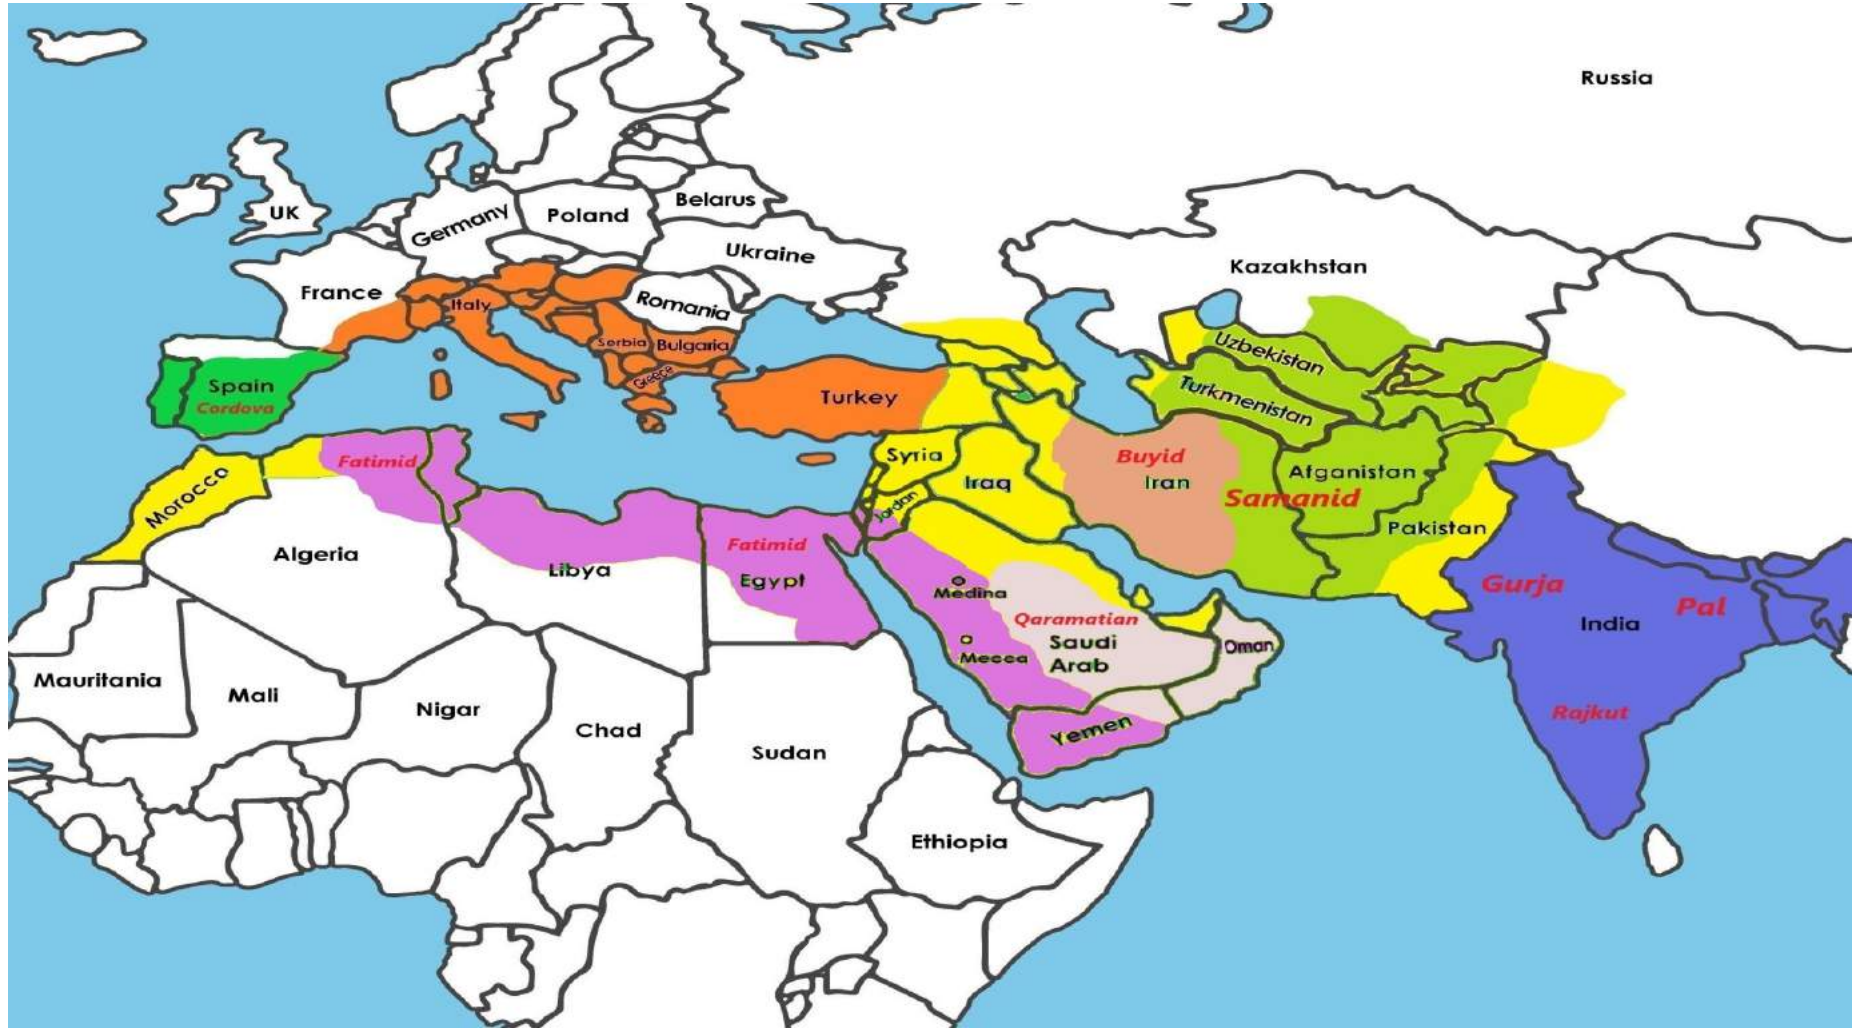 Russia
UK
Germany
Poland
Belarus
Ukraine
Kazakhstan
France
Italy
Romania
Serbia
Bulgaria
Greece
Spain
Cordova
Turkey
Uzbekistan
Turkmenistan
Morocco
Fatimid
Syria
Iraq
Jordan
Buyid
Iran
Afganistan
Samanid
Pakistan
Algeria
Libya
Fatimid
Egypt
Medina
Qaramatian
Saudi
Arab
Mecca
Oman
Gurja
Pal
India
Rajkut
Mauritania
Mali
Nigar
Chad
Sudan
Yemen
Ethiopia